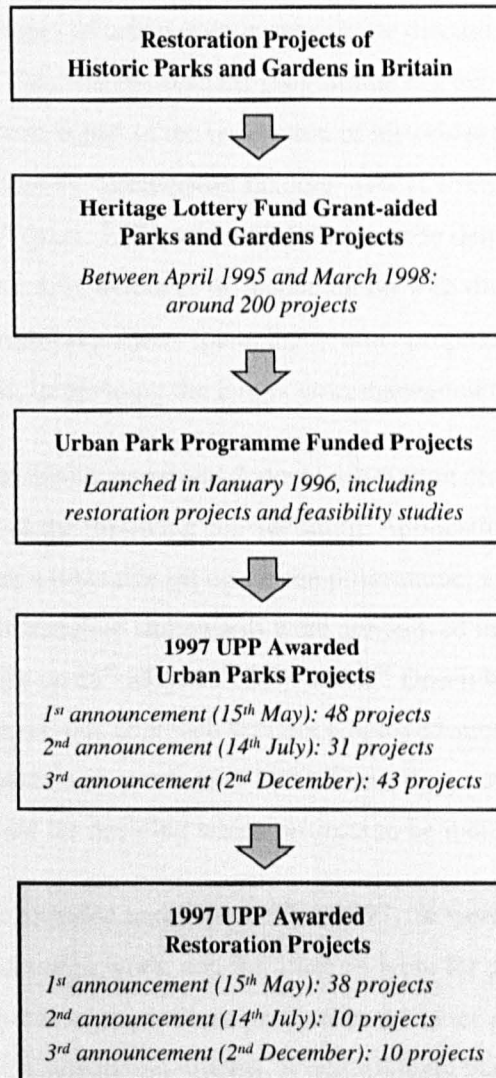 Restoration Projects of
Historic Parks and Gardens in Britain
Heritage Lottery Fund Grant-aided
Parks and Gardens Projects
Between April 1995 and March 1998:
around 200 projects
Urban Park Programme Funded Projects
Launched in January 1996, including
restoration projects and feasibility studies
1997 UPP Awarded
Urban Parks Projects
1st announcement (15th May): 48 projects
2nd announcement (14th July): 31 projects
3rd announcement (2nd December): 43 projects
1997 UPP Awarded
Restoration Projects
1st announcement (15th May): 38 projects
2nd announcement (14th July): 10 projects
3rd announcement (2nd December): 10 projects